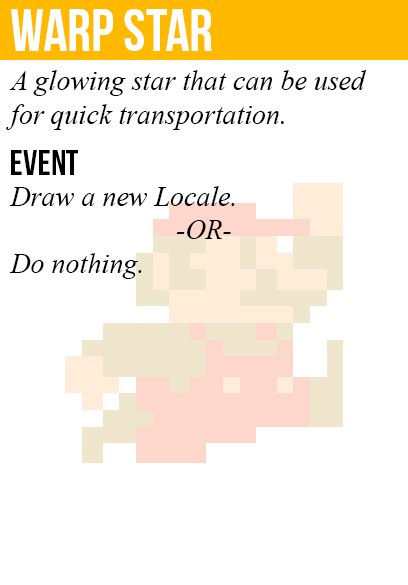 WARP STAR
A glowing star that can be used
for quick transportation.
EVENT
Draw a new Locale.
-OR-
Do nothing.